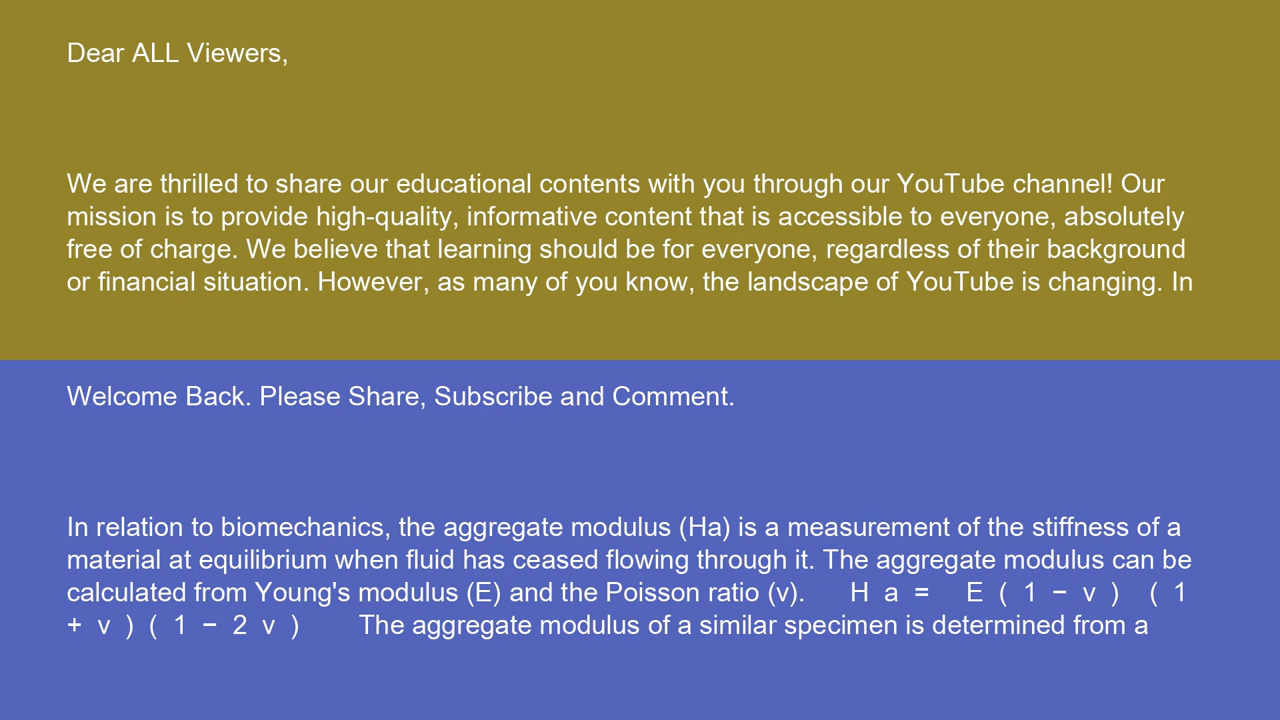 Dear ALL Viewers,
We are thrilled to share our educational contents with you through our YouTube channel! Our
mission is to provide high-quality, informative content that is accessible to everyone, absolutely
free of charge. We believe that learning should be for everyone, regardless of their background
or financial situation. However, as many of you know, the landscape of YouTube is changing. In
Welcome Back. Please Share, Subscribe and Comment.
In relation to biomechanics, the aggregate modulus (Ha) is a measurement of the stiffness of a
material at equilibrium when fluid has ceased flowing through it. The aggregate modulus can be
calculated from Young's modulus (E) and the Poisson ratio (v). H a = E ( 1 − v ) ( 1
+ v ) ( 1 − 2 v ) The aggregate modulus of a similar specimen is determined from a